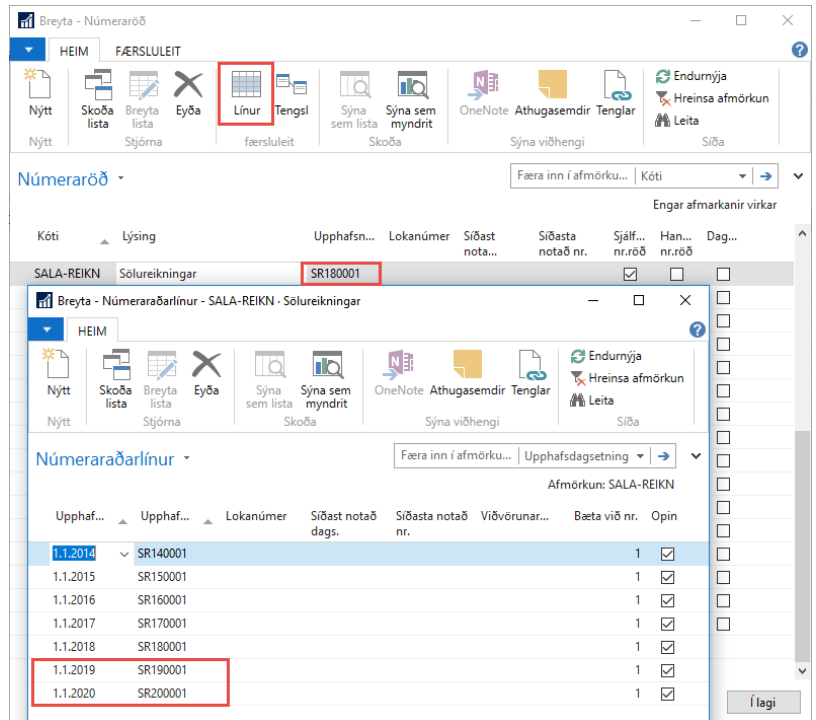 Breyta - Númeraröð
HEIM FÆRSLULEIT
Nýtt Skoða lista Breyta lista Eyða Línur Tengsl Sýna sem lista Sýna sem myndrit OneNote Athugasemdir Tenglar
Endurnýja
Hreinsa afmörkun
Leita
Nýtt Stjórna færsluleit Skoða Sýna viðhengi Síða
Númeraröð Færa inn í afmörku... Kóti
Engar afmarkanir virkar
Kóti Lýsing Upphafsn... Lokanúmer Síðast nota... Síðasta notað nr. Sjálf... nr.röð Han... nr.röð Dag...
SALA-REIKN Sölureikningar SR180001
Breyta - Númeraraðarlínur - SALA-REIKN · Sölureikningar
HEIM
Nýtt Skoða lista Breyta lista Eyða Sýna sem lista Sýna sem myndrit OneNote Athugasemdir Tenglar
Endurnýja
Hreinsa afmörkun
Leita
Nýtt Stjórna Skoða Sýna viðhengi Síða
Númeraraðarlínur Færa inn í afmörku... Upphafsdagsetning
Afmörkun: SALA-REIKN
Upphaf... Upphaf... Lokanúmer Síðast notað dags. Síðasta notað nr. Viðvörunar... Bæta við nr. Opin
1.1.2014 SR140001 1
1.1.2015 SR150001 1
1.1.2016 SR160001 1
1.1.2017 SR170001 1
1.1.2018 SR180001 1
1.1.2019 SR190001 1
1.1.2020 SR200001 1
Í lagi